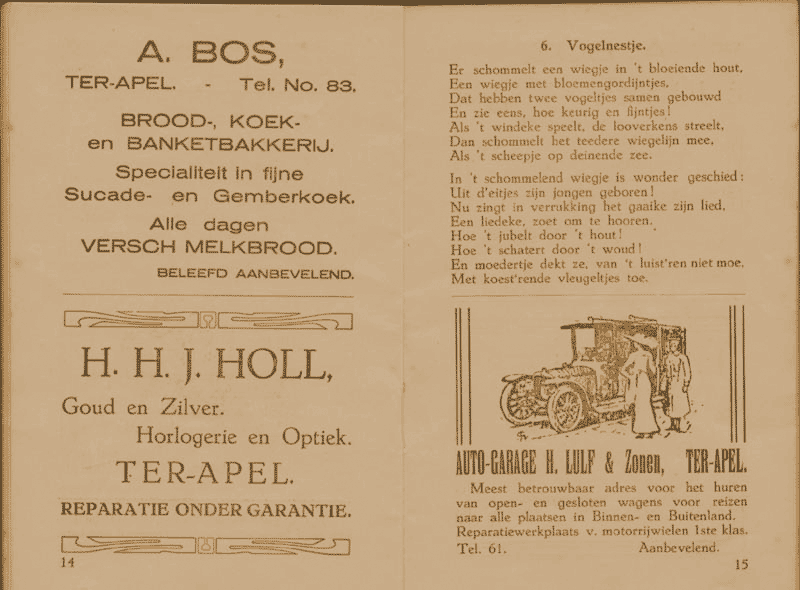 A. BOS,
TER-APEL. - Tel. No. 83.
BROOD-, KOEK-
en BANKETBAKKERIJ.
Specialiteit in fijne
Sucade- en Gemberkoek.
Alle dagen
VERSCH MELKBROOD.
BELEEFD AANBEVELEND.
H. H. J. HOLL,
Goud en Zilver.
Horlogerie en Optiek.
TER-APEL.
REPARATIE ONDER GARANTIE.
14
6. Vogelnestje.
Er schommelt een wiegje in 't bloeiende hout,
Een wiegje met bloemengordijntjes,
Dat hebben twee vogeltjes samen gebouwd
En zie eens, hoe keurig en fijntjes!
Als 't windeke speelt, de looverkens streelt,
Dan schommelt het teedere wiegelijn mee,
Als 't scheepje op deinende zee.
In 't schommelend wiegje is wonder geschied:
Uit d'eitjes zijn jongen geboren!
Nu zingt in verrukking het gaaike zijn lied,
Een liedeke, zoet om te hooren.
Hoe 't jubelt door 't hout!
Hoe 't schatert door 't woud!
En moedertje dekt ze, van 't luist'ren niet moe,
Met koest'rende vleugeltjes toe.
AUTO-GARAGE H. LULF & Zonen, TER-APEL.
Meest betrouwbaar adres voor het huren
van open- en gesloten wagens voor reizen
naar alle plaatsen in Binnen- en Buitenland.
Reparatiewerkplaats v. motorrijwielen 1ste klas.
Tel. 61. Aanbevelend.
15